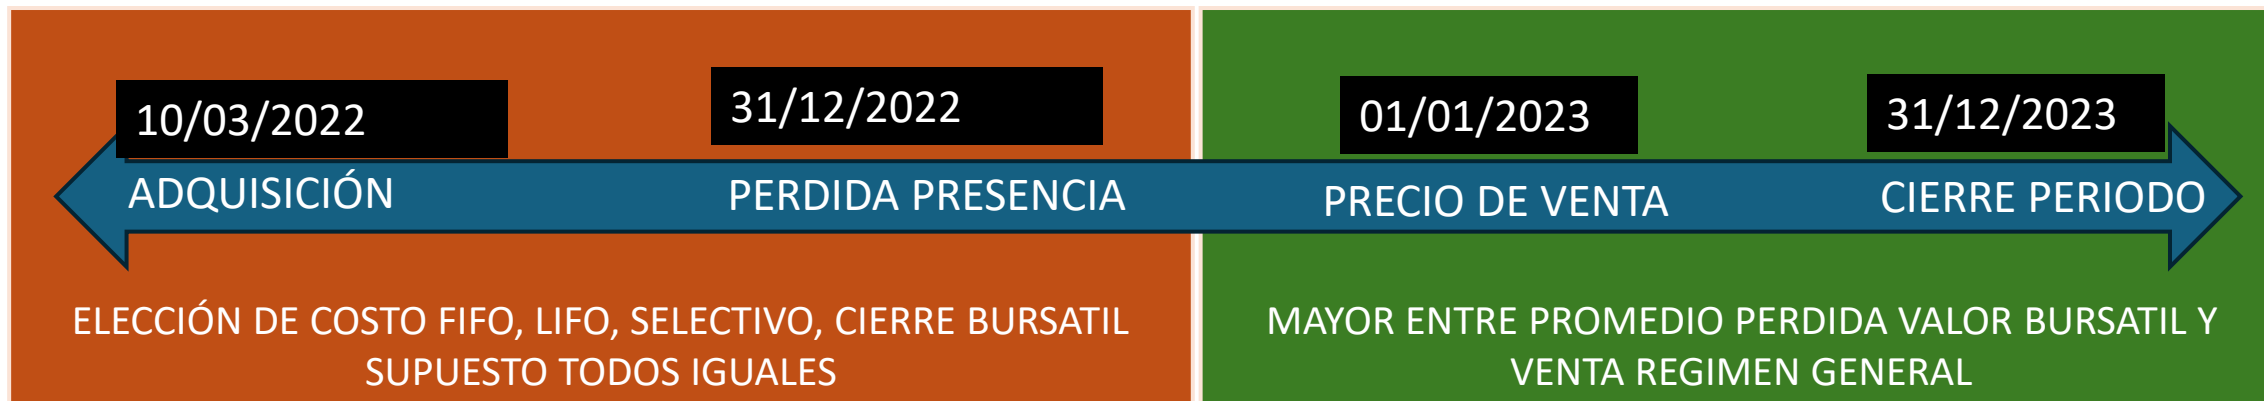 10/03/2022
31/12/2022
01/01/2023
31/12/2023
ADQUISICIÓN
PERDIDA PRESENCIA
PRECIO DE VENTA
CIERRE PERIODO
ELECCIÓN DE COSTO FIFO, LIFO, SELECTIVO, CIERRE BURSATIL
SUPUESTO TODOS IGUALES
MAYOR ENTRE PROMEDIO PERDIDA VALOR BURSATIL Y
VENTA REGIMEN GENERAL